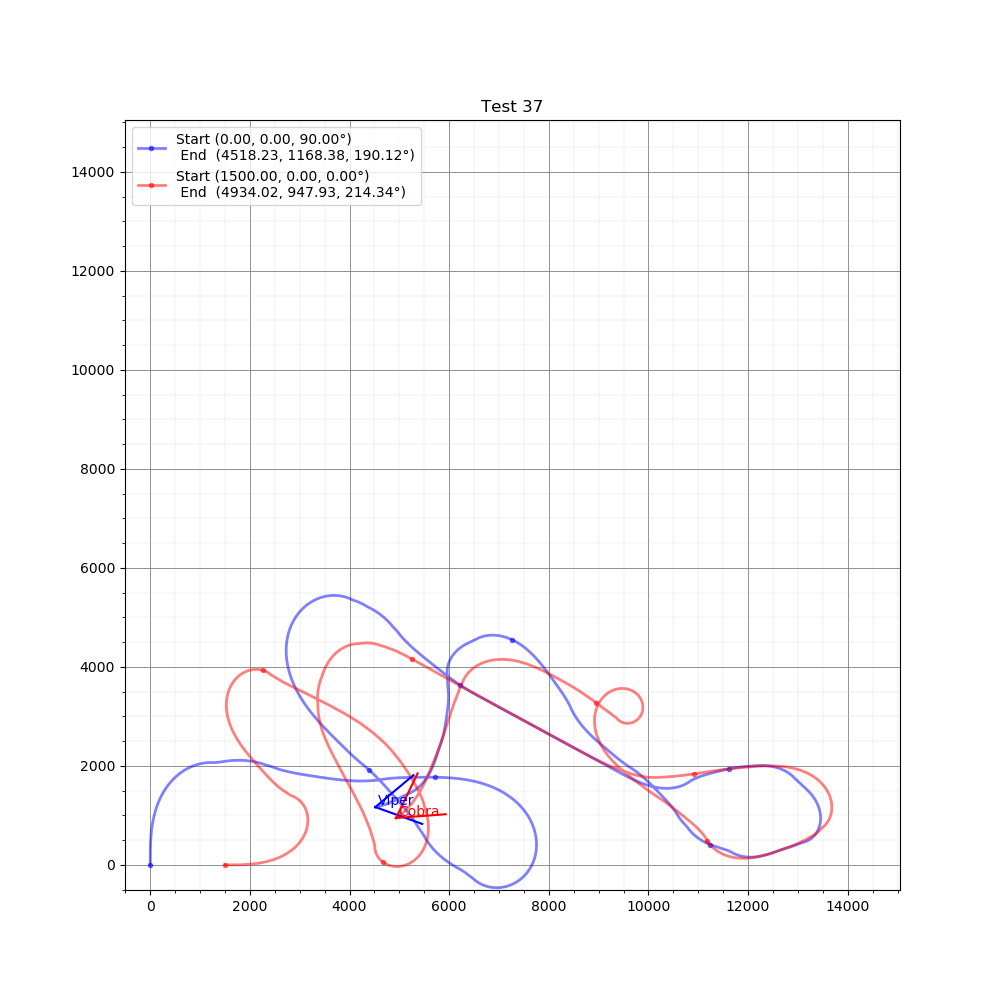 Test 37
Start (0.00, 0.00, 90.00°)
End (4518.23, 1168.38, 190.12°)
Start (1500.00, 0.00, 0.00°)
End (4934.02, 947.93, 214.34°)
14000
12000
10000
8000
6000
4000
2000
0
Viper
Cobra
0 2000 4000 6000 8000 10000 12000 14000